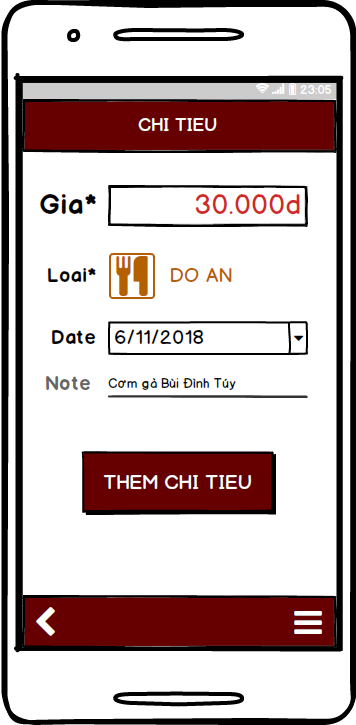 23:05
CHI TIEU
Gia* 30.000d
Loai* DO AN
Date 6/11/2018
Note Cơm gà Bùi Đình Túy
THEM CHI TIEU